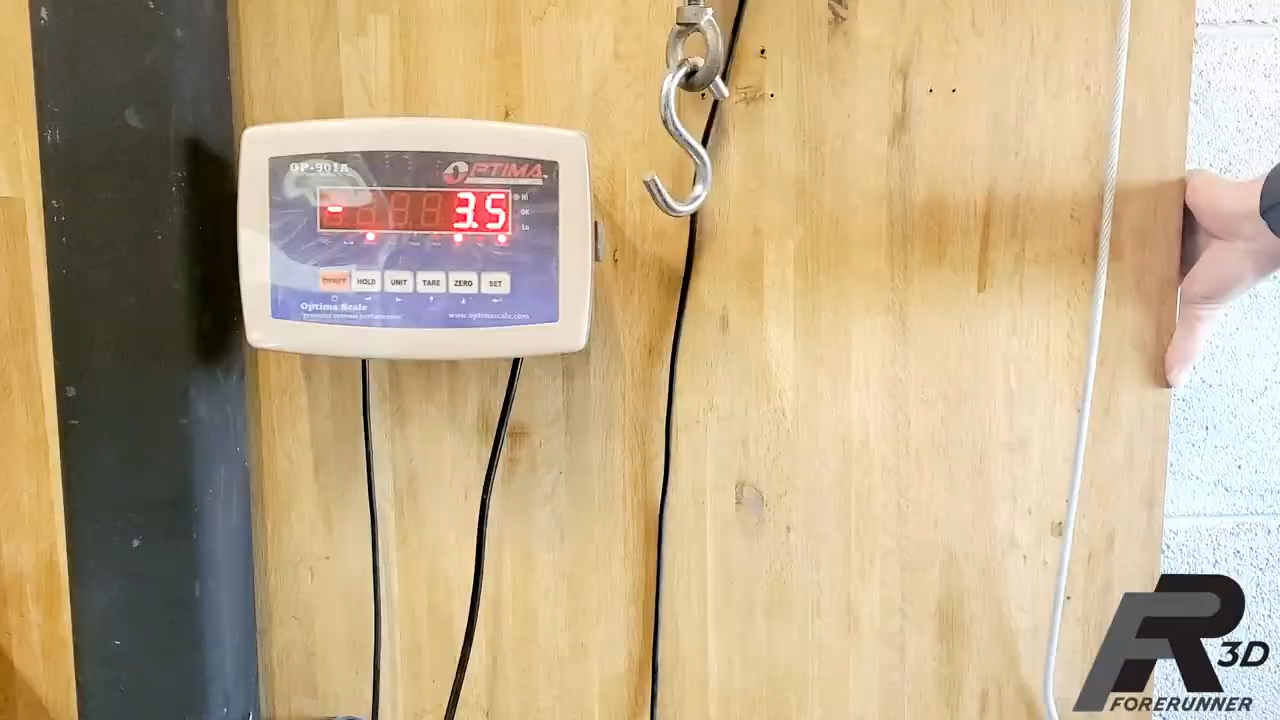 OP-901A
OPTIMA
- 3.5
Hi
OK
Lo
ON/OFF HOLD UNIT TARE ZERO SET
Optima Scale
www.optimascale.com
FR
3D
FORERUNNER